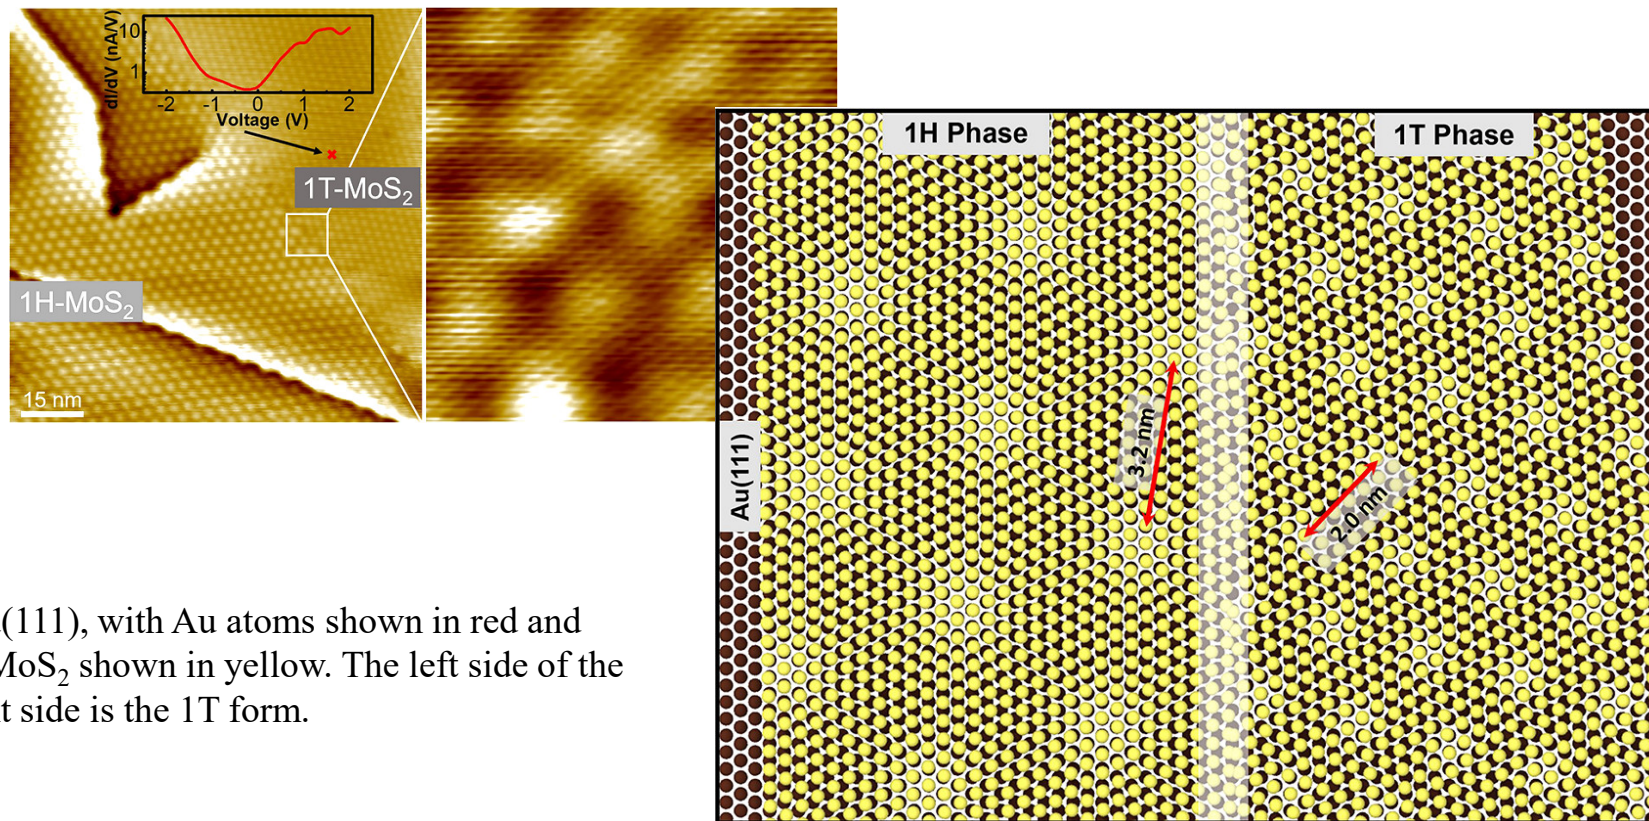 10
1
dI/dV (nA/V)
-2 -1 0 1 2
Voltage (V)
1T-MoS₂
1H-MoS₂
15 nm
1H Phase
1T Phase
3.2 nm
2.0 nm
Au(111)
(111), with Au atoms shown in red and
MoS₂ shown in yellow. The left side of the
t side is the 1T form.